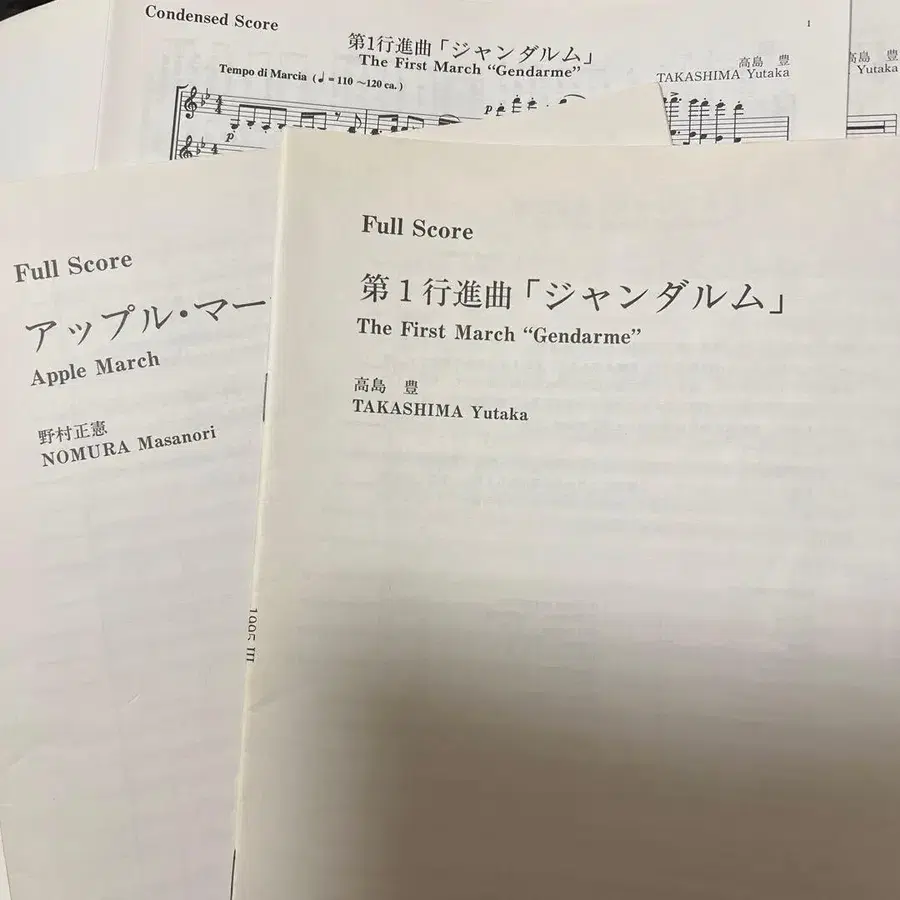 Condensed Score
1
第1行進曲「ジャンダルム」
The First March “Gendarme”
高島 豊
TAKASHIMA Yutaka
Tempo di Marcia (♩= 110 ～120 ca. )
p
p
高島 豊
Yutaka
Full Score
アップル・マー
Apple March
野村正憲
NOMURA Masanori
Full Score
第1行進曲「ジャンダルム」
The First March “Gendarme”
高島 豊
TAKASHIMA Yutaka
1995 III